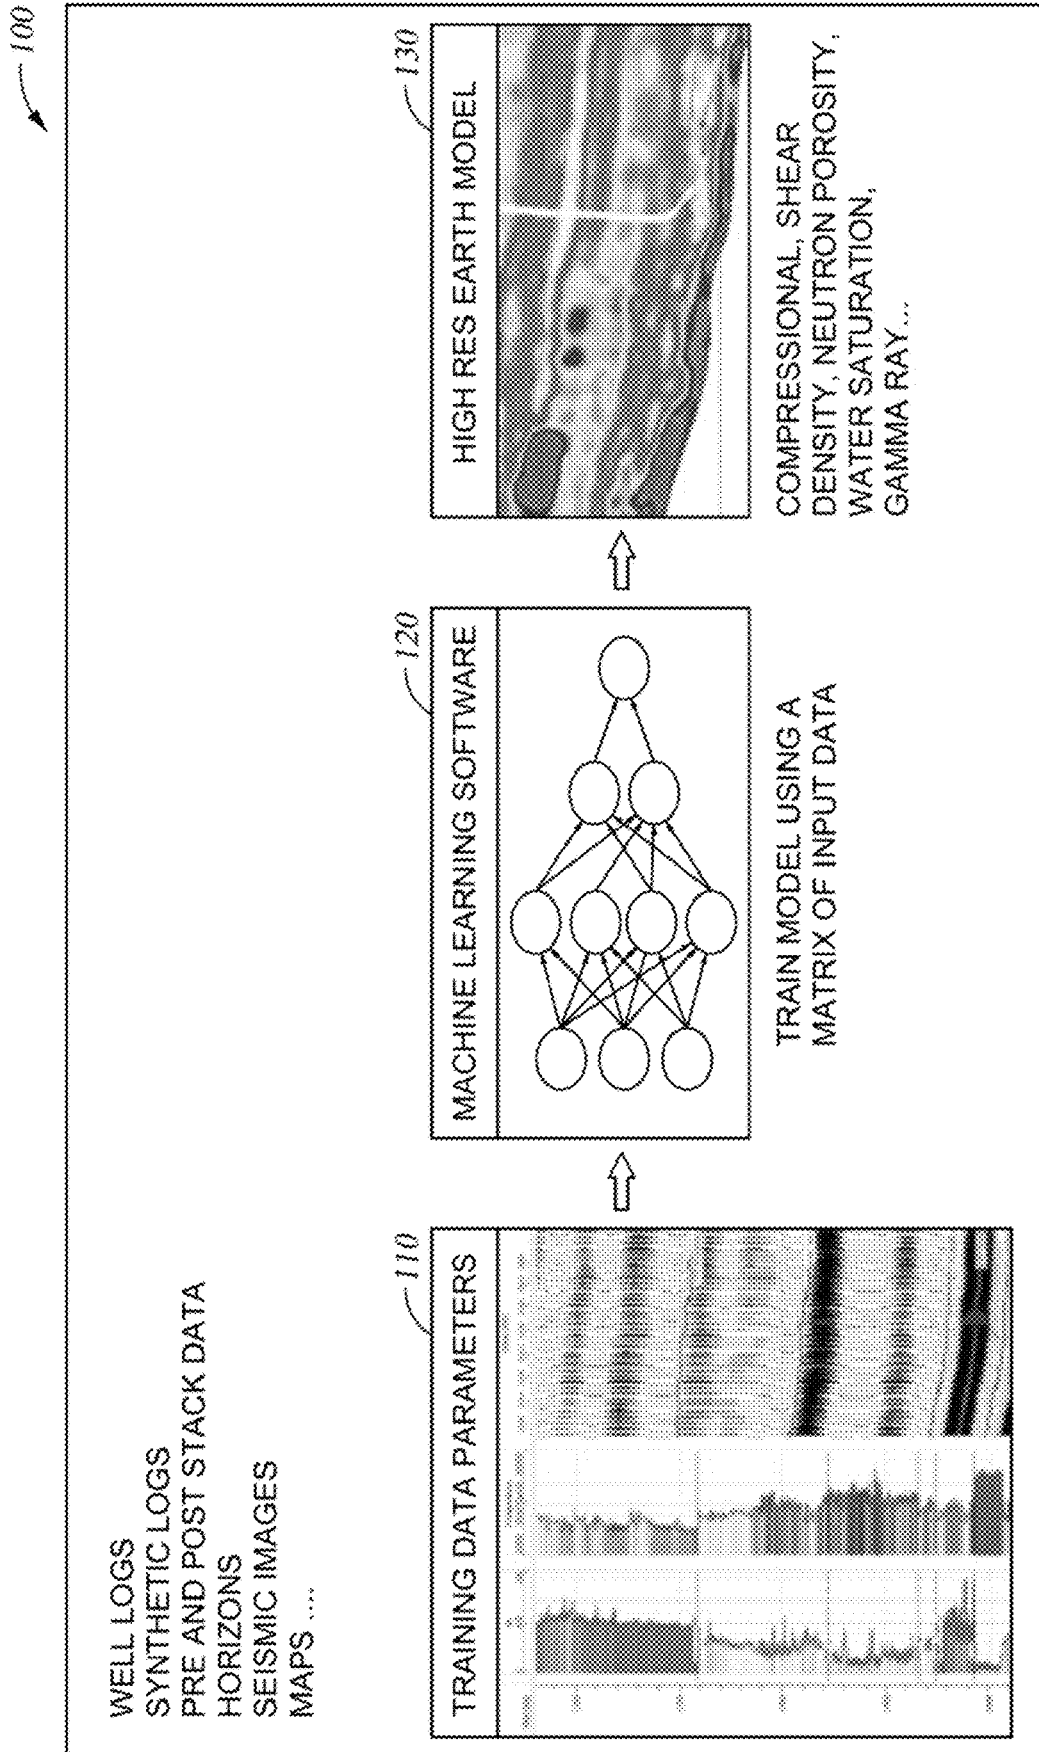 100
WELL LOGS
SYNTHETIC LOGS
PRE AND POST STACK DATA
HORIZONS
SEISMIC IMAGES
MAPS ....
110
TRAINING DATA PARAMETERS
120
MACHINE LEARNING SOFTWARE
TRAIN MODEL USING A
MATRIX OF INPUT DATA
130
HIGH RES EARTH MODEL
COMPRESSIONAL, SHEAR
DENSITY, NEUTRON POROSITY,
WATER SATURATION,
GAMMA RAY...